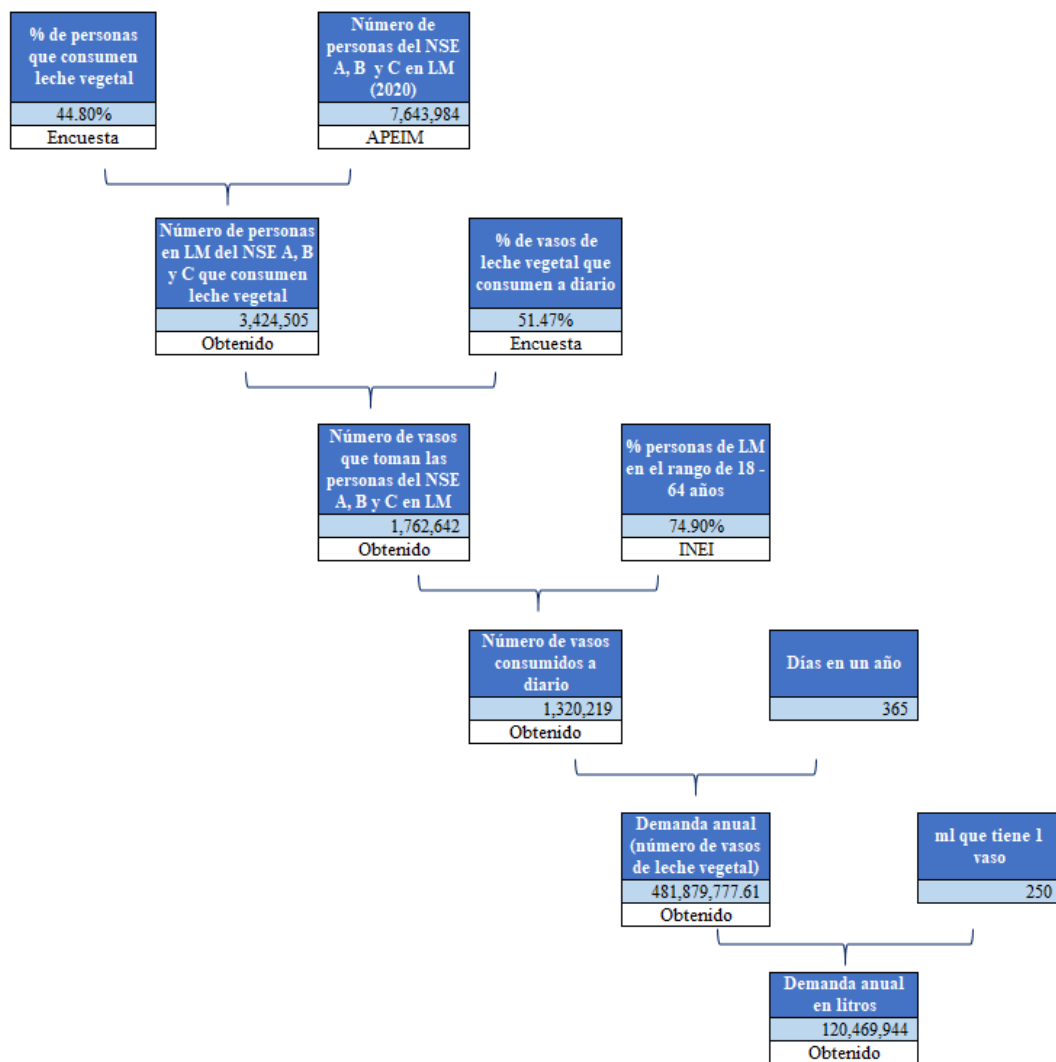 % de personas
que consumen
leche vegetal
44.80%
Encuesta
Número de
personas del NSE
A, B y C en LM
(2020)
7,643,984
APEIM
Número de personas
en LM del NSE A, B
y C que consumen
leche vegetal
3,424,505
Obtenido
% de vasos de
leche vegetal que
consumen a diario
51.47%
Encuesta
Número de vasos
que toman las
personas del NSE
A, B y C en LM
1,762,642
Obtenido
% personas de LM
en el rango de 18 -
64 años
74.90%
INEI
Número de vasos
consumidos a
diario
1,320,219
Obtenido
Días en un año
365
Demanda anual
(número de vasos
de leche vegetal)
481,879,777.61
Obtenido
ml que tiene 1
vaso
250
Demanda anual
en litros
120,469,944
Obtenido